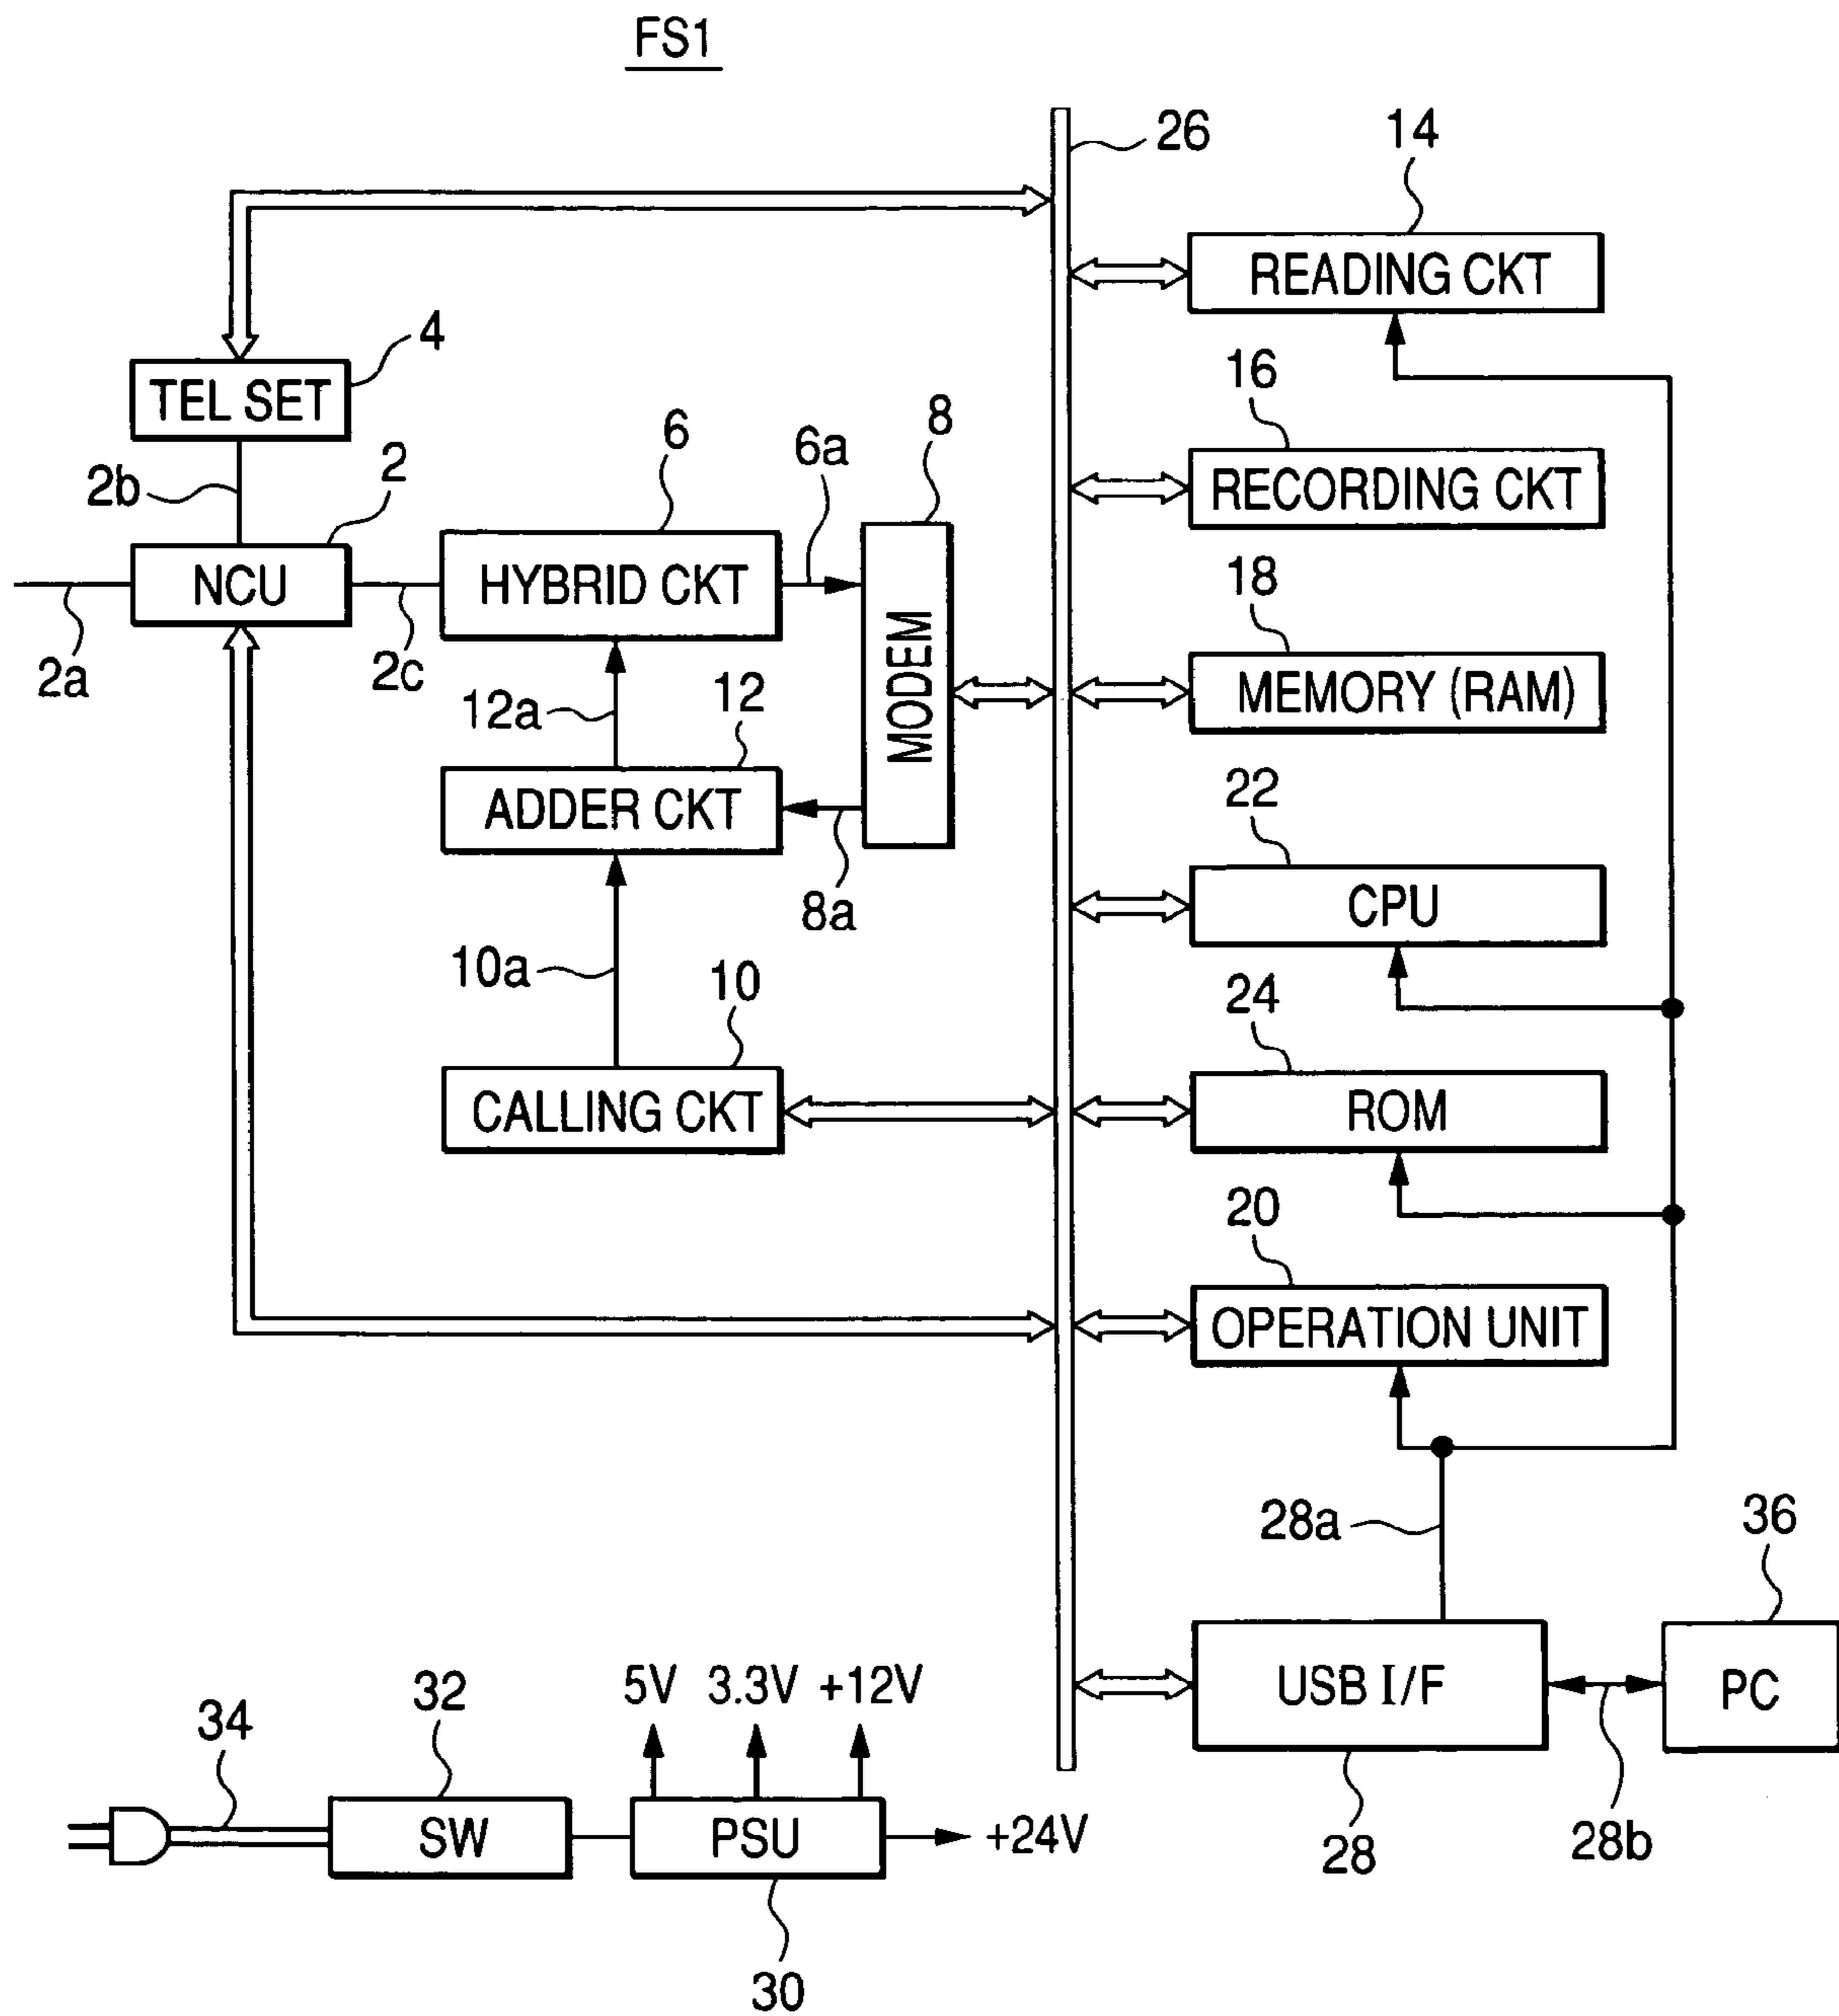 FS1
26
14
READING CKT
4
TEL SET
16
RECORDING CKT
6
6a
8
2b
2
NCU
HYBRID CKT
MODEM
2a
2c
18
MEMORY (RAM)
12a
12
ADDER CKT
8a
22
CPU
10a
10
CALLING CKT
24
ROM
20
OPERATION UNIT
28a
36
USB I/F
PC
28
28b
34
32
SW
5V
3.3V
+12V
PSU
+24V
30